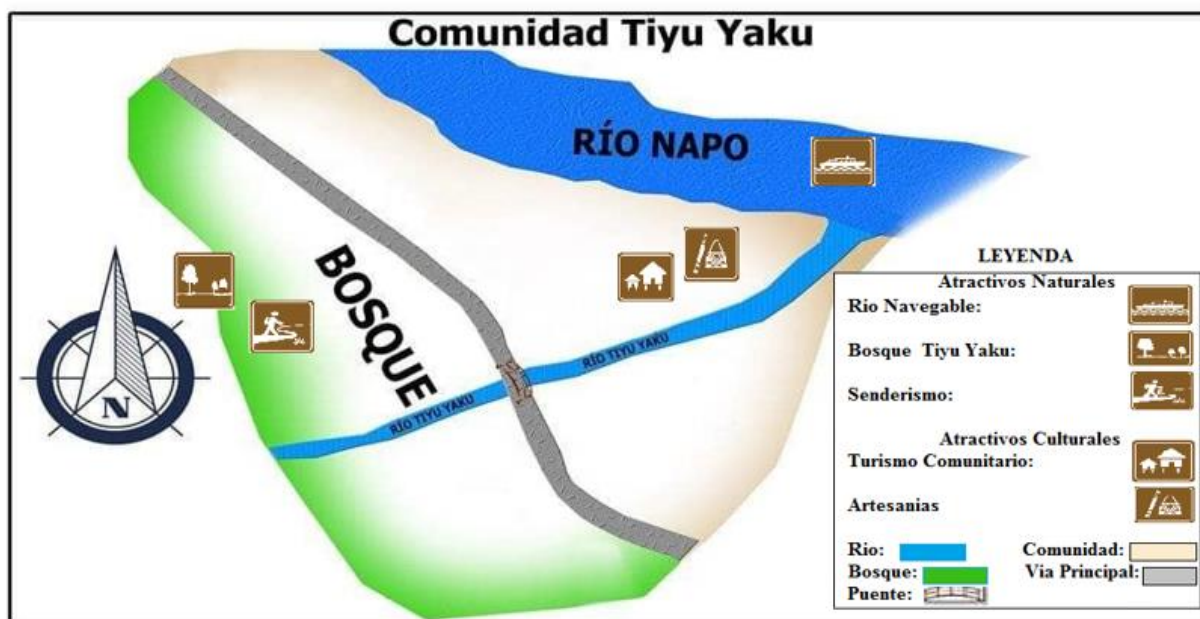 Comunidad Tiyu Yaku
RÍO NAPO
BOSQUE
RÍO TIYU YAKU
RÍO TIYU YAKU
N
LEYENDA
Atractivos Naturales
Rio Navegable:
Bosque Tiyu Yaku:
Senderismo:
Atractivos Culturales
Turismo Comunitario:
Artesanias
Rio: Comunidad:
Bosque: Via Principal:
Puente: